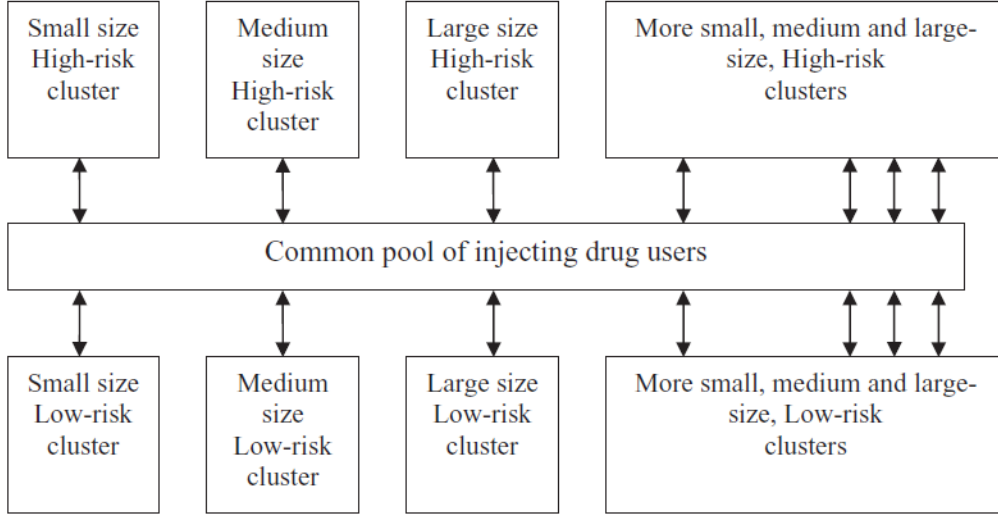 Small size
High-risk
cluster
Medium
size
High-risk
cluster
Large size
High-risk
cluster
More small, medium and large-
size, High-risk
clusters
Common pool of injecting drug users
Small size
Low-risk
cluster
Medium
size
Low-risk
cluster
Large size
Low-risk
cluster
More small, medium and large-
size, Low-risk
clusters